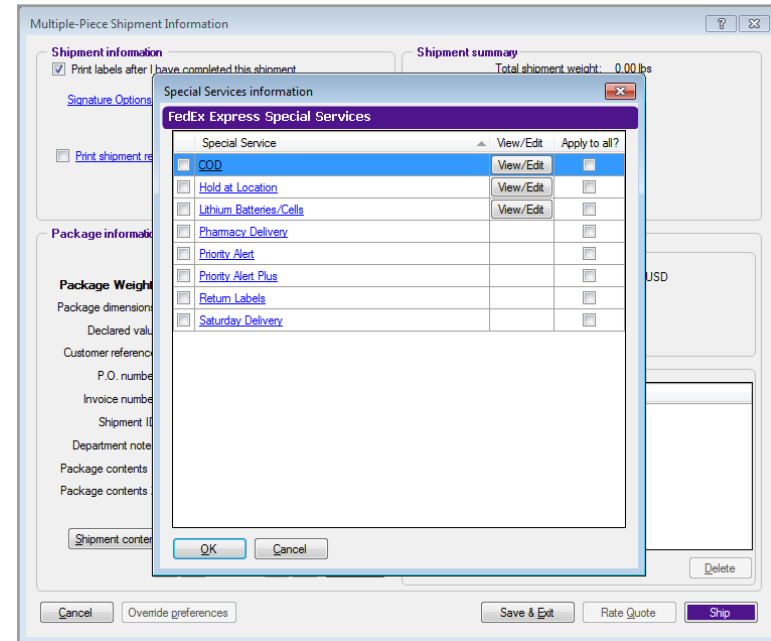 Multiple-Piece Shipment Information
Shipment information
Print labels after I have completed this shipment
Signature Options
Print shipment re
Shipment summary
Total shipment weight: 0.00 lbs
Special Services information
FedEx Express Special Services
Special Service View/Edit Apply to all?
COD View/Edit
Hold at Location View/Edit
Lithium Batteries/Cells View/Edit
Pharmacy Delivery
Priority Alert
Priority Alert Plus
Return Labels
Saturday Delivery
OK Cancel
Package informatio
Package Weight
Package dimensions
Declared valu
Customer reference
P.O. numbe
Invoice numbe
Shipment ID
Department note
Package contents
Package contents
Shipment conten
USD
Delete
Cancel Override preferences Save & Exit Rate Quote Ship